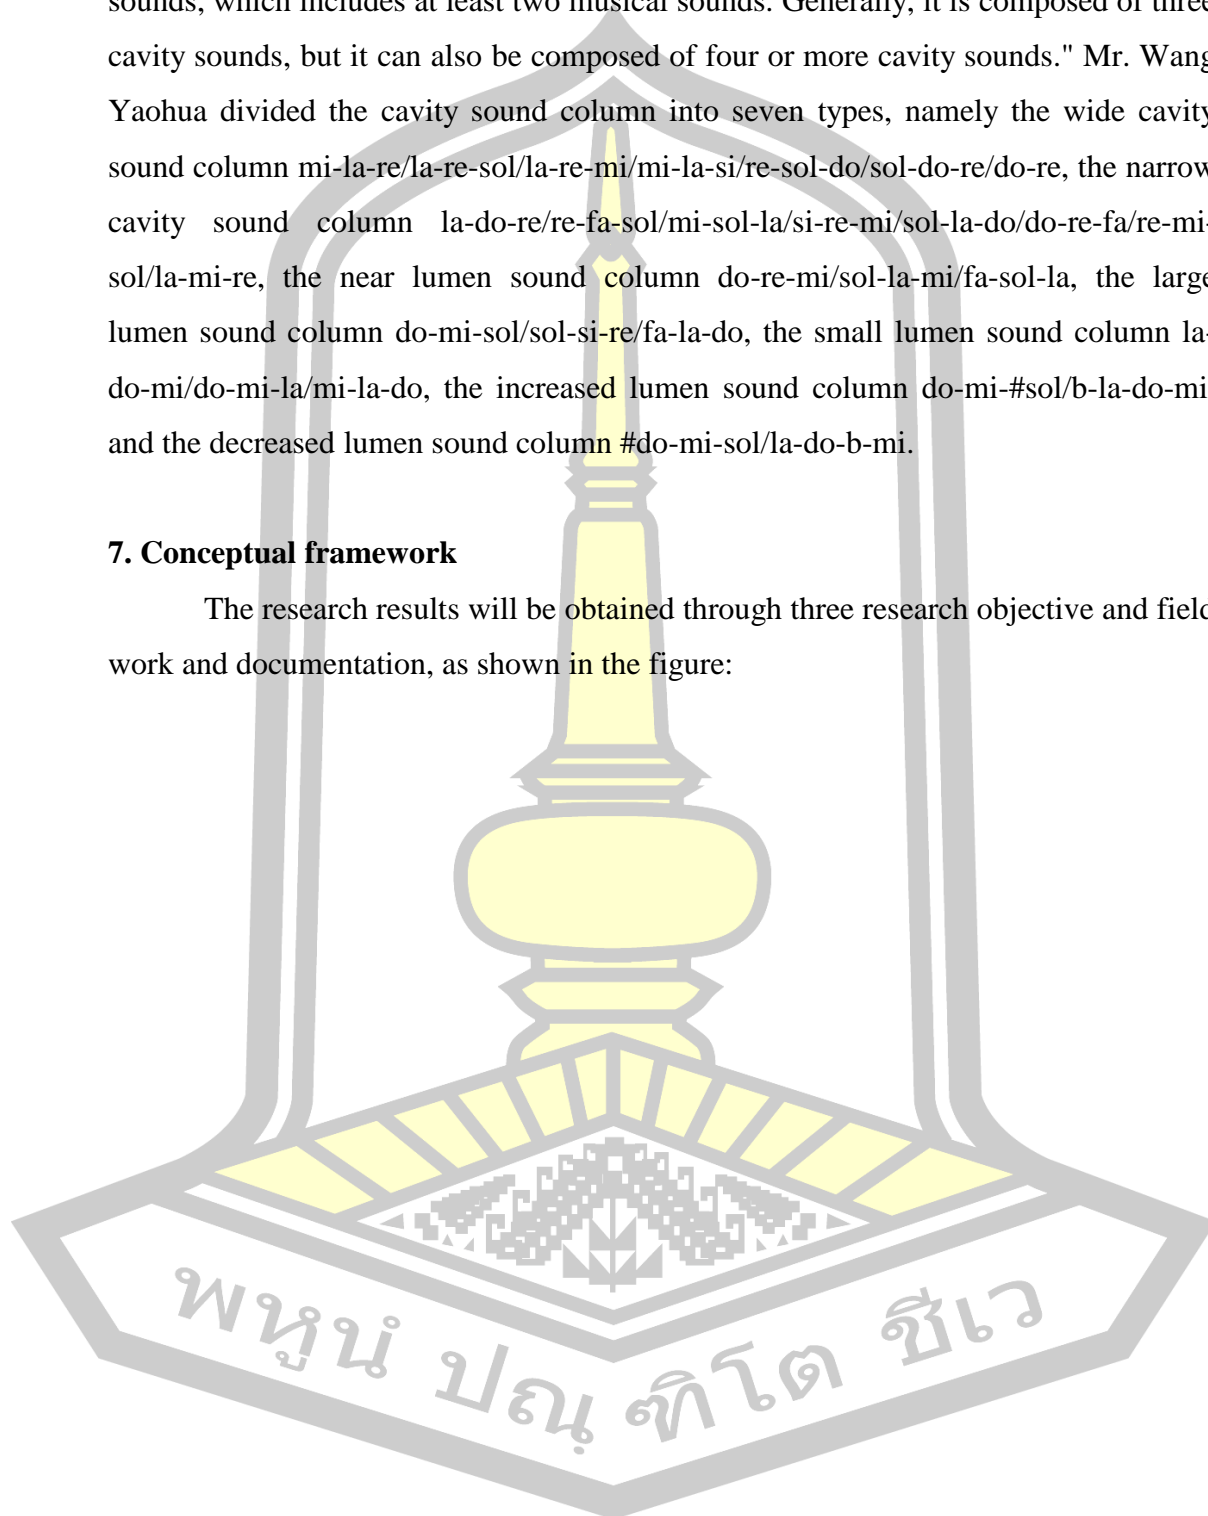 sounds, which includes at least two musical sounds. Generally, it is composed of three
cavity sounds, but it can also be composed of four or more cavity sounds." Mr. Wang
Yaohua divided the cavity sound column into seven types, namely the wide cavity
sound column mi-la-re/la-re-sol/la-re-mi/mi-la-si/re-sol-do/sol-do-re/do-re, the narrow
cavity sound column la-do-re/re-fa-sol/mi-sol-la/si-re-mi/sol-la-do/do-re-fa/re-mi-
sol/la-mi-re, the near lumen sound column do-re-mi/sol-la-mi/fa-sol-la, the large
lumen sound column do-mi-sol/sol-si-re/fa-la-do, the small lumen sound column la-
do-mi/do-mi-la/mi-la-do, the increased lumen sound column do-mi-#sol/b-la-do-mi
and the decreased lumen sound column #do-mi-sol/la-do-b-mi.
7. Conceptual framework
The research results will be obtained through three research objective and field
work and documentation, as shown in the figure:
พหูนํ ปณฺฑิโต ชีเว